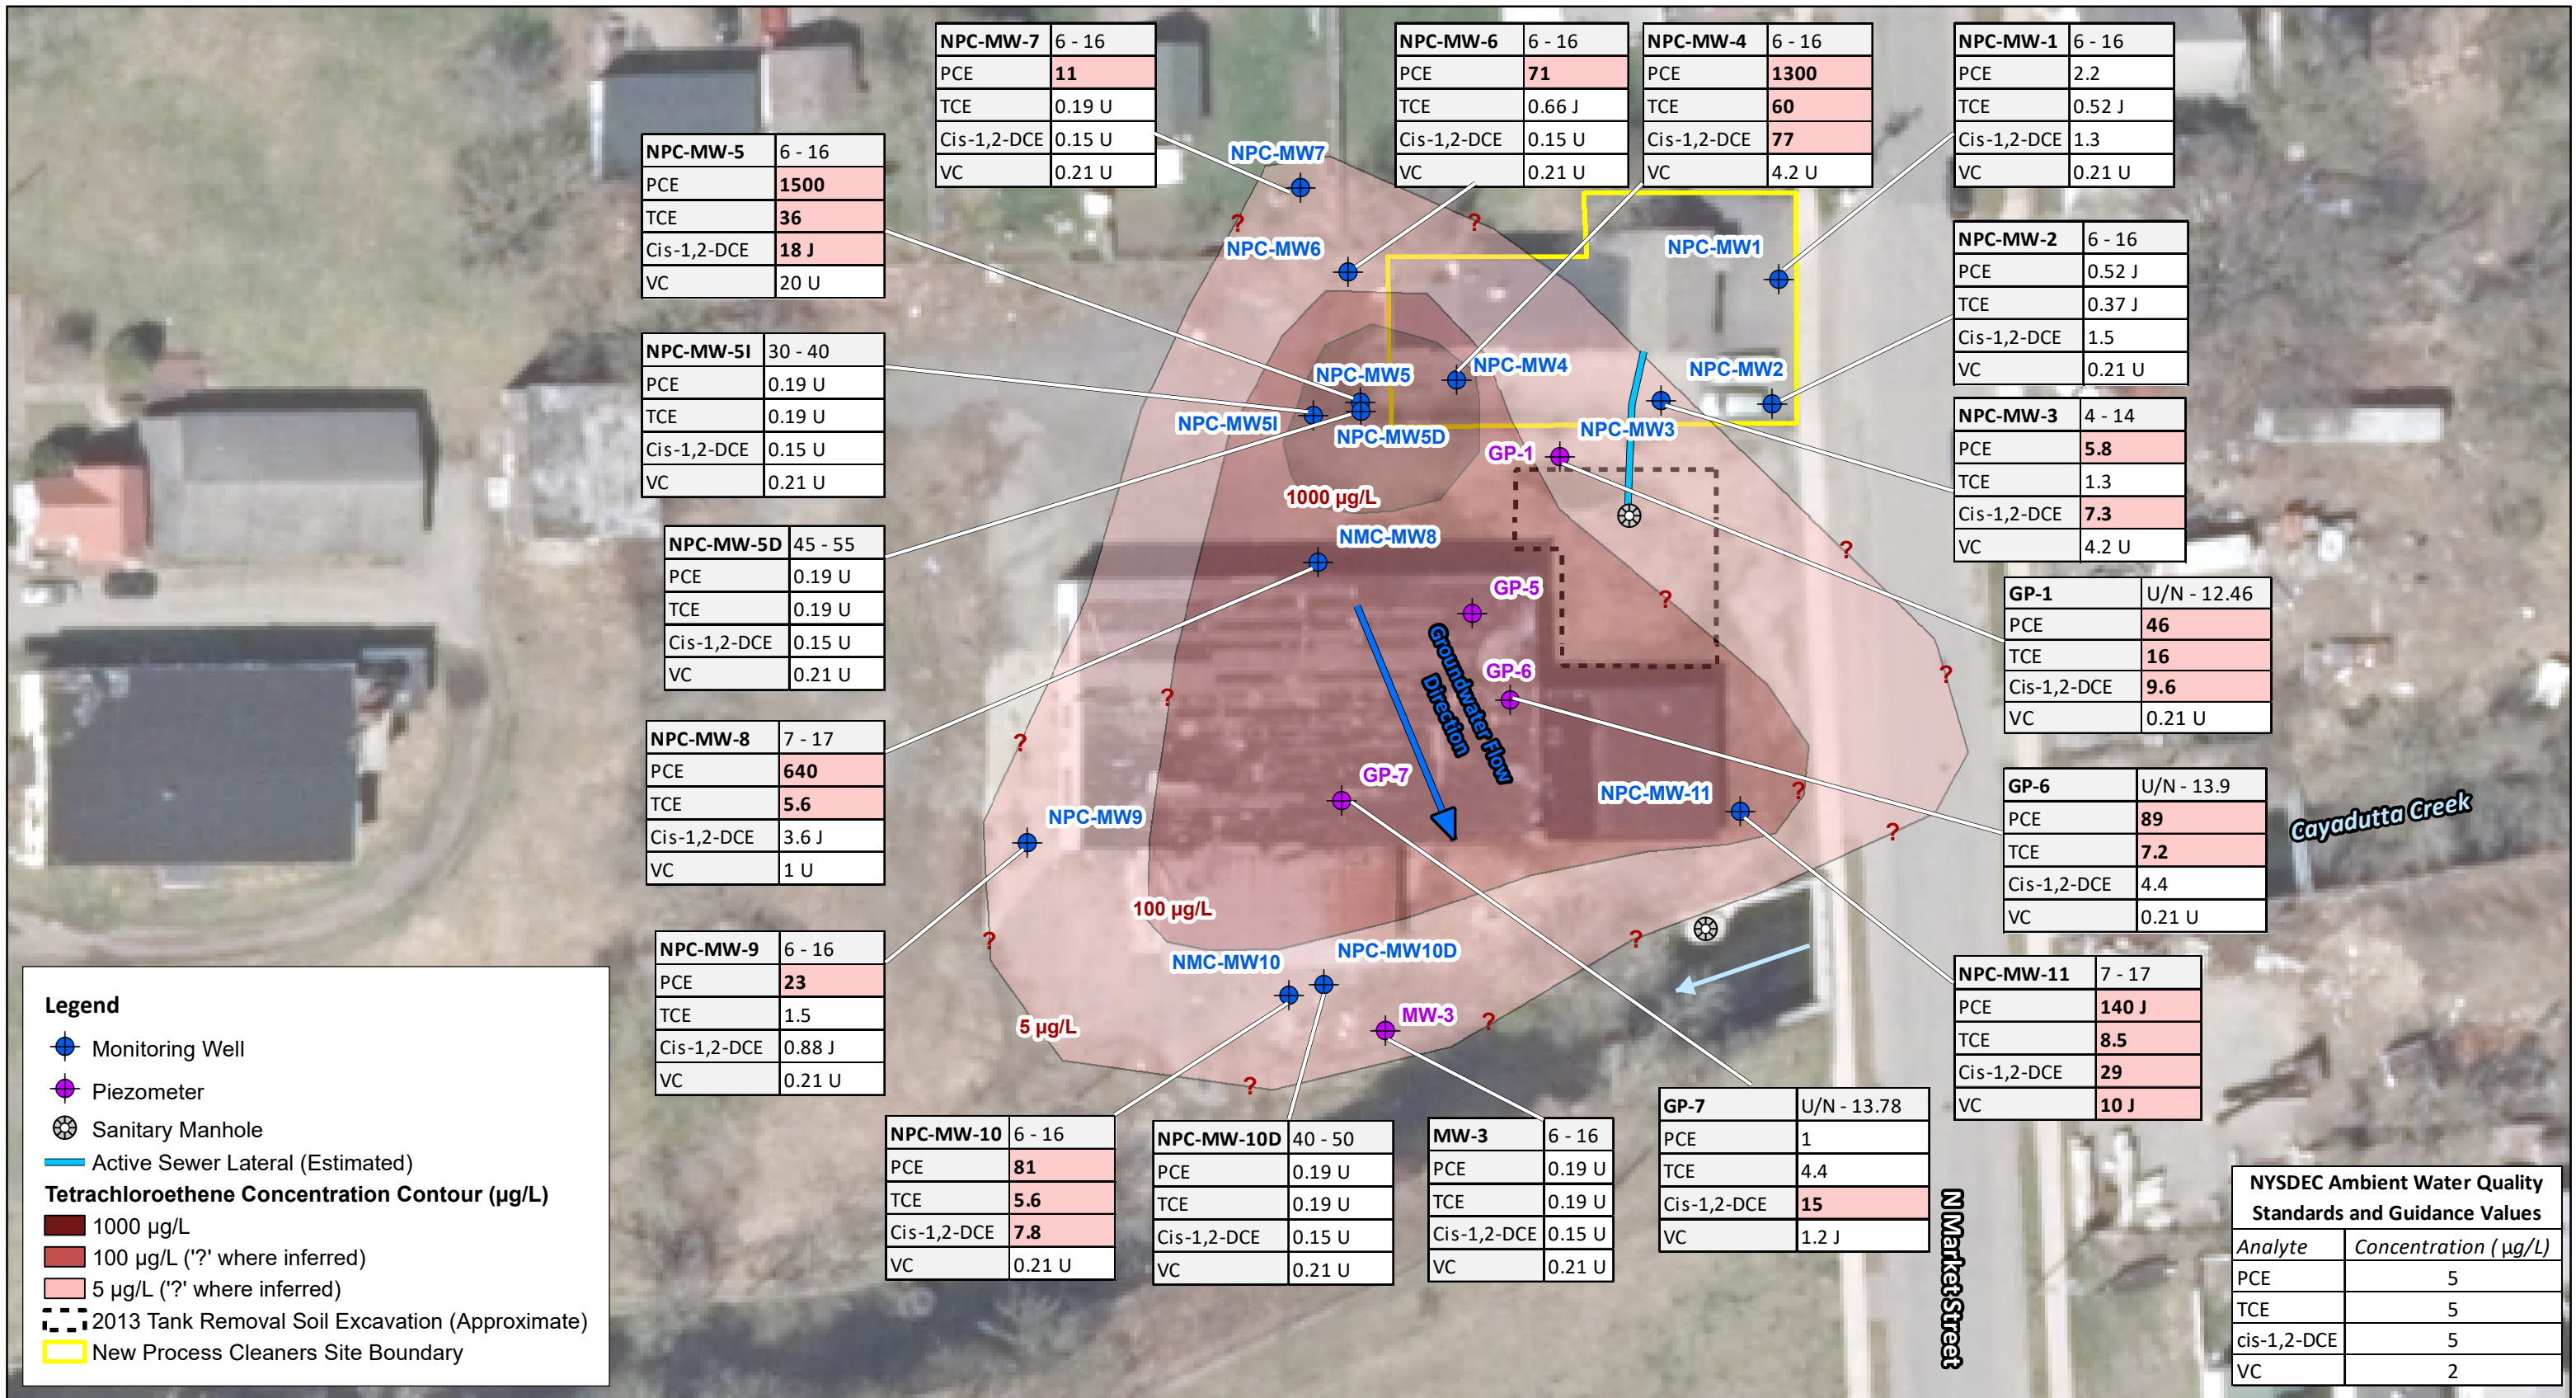 NPC-MW-7 6 - 16
PCE 11
TCE 0.19 U
Cis-1,2-DCE 0.15 U
VC 0.21 U
NPC-MW-6 6 - 16
PCE 71
TCE 0.66 J
Cis-1,2-DCE 0.15 U
VC 0.21 U
NPC-MW-4 6 - 16
PCE 1300
TCE 60
Cis-1,2-DCE 77
VC 4.2 U
NPC-MW-1 6 - 16
PCE 2.2
TCE 0.52 J
Cis-1,2-DCE 1.3
VC 0.21 U
NPC-MW-5 6 - 16
PCE 1500
TCE 36
Cis-1,2-DCE 18 J
VC 20 U
NPC-MW-2 6 - 16
PCE 0.52 J
TCE 0.37 J
Cis-1,2-DCE 1.5
VC 0.21 U
NPC-MW-5I 30 - 40
PCE 0.19 U
TCE 0.19 U
Cis-1,2-DCE 0.15 U
VC 0.21 U
NPC-MW-3 4 - 14
PCE 5.8
TCE 1.3
Cis-1,2-DCE 7.3
VC 4.2 U
NPC-MW-5D 45 - 55
PCE 0.19 U
TCE 0.19 U
Cis-1,2-DCE 0.15 U
VC 0.21 U
GP-1 U/N - 12.46
PCE 46
TCE 16
Cis-1,2-DCE 9.6
VC 0.21 U
NPC-MW-8 7 - 17
PCE 640
TCE 5.6
Cis-1,2-DCE 3.6 J
VC 1 U
GP-6 U/N - 13.9
PCE 89
TCE 7.2
Cis-1,2-DCE 4.4
VC 0.21 U
NPC-MW-9 6 - 16
PCE 23
TCE 1.5
Cis-1,2-DCE 0.88 J
VC 0.21 U
NPC-MW-11 7 - 17
PCE 140 J
TCE 8.5
Cis-1,2-DCE 29
VC 10 J
NPC-MW-10 6 - 16
PCE 81
TCE 5.6
Cis-1,2-DCE 7.8
VC 0.21 U
NPC-MW-10D 40 - 50
PCE 0.19 U
TCE 0.19 U
Cis-1,2-DCE 0.15 U
VC 0.21 U
MW-3 6 - 16
PCE 0.19 U
TCE 0.19 U
Cis-1,2-DCE 0.15 U
VC 0.21 U
GP-7 U/N - 13.78
PCE 1
TCE 4.4
Cis-1,2-DCE 15
VC 1.2 J
NPC-MW7
?
?
NPC-MW6
NPC-MW1
NPC-MW5
NPC-MW4
NPC-MW2
NPC-MW5I
NPC-MW5D
NPC-MW3
GP-1
1000 µg/L
NMC-MW8
?
GP-5
?
Groundwater Flow
Direction
GP-6
?
?
?
GP-7
NPC-MW-11
?
?
NPC-MW9
Cayadutta Creek
100 µg/L
?
?
NMC-MW10
NPC-MW10D
5 µg/L
MW-3
?
?
N Market Street
Legend
Monitoring Well
Piezometer
Sanitary Manhole
Active Sewer Lateral (Estimated)
Tetrachloroethene Concentration Contour (µg/L)
1000 µg/L
100 µg/L ('?' where inferred)
5 µg/L ('?' where inferred)
2013 Tank Removal Soil Excavation (Approximate)
New Process Cleaners Site Boundary
NYSDEC Ambient Water Quality
Standards and Guidance Values
Analyte Concentration ( µg/L)
PCE 5
TCE 5
cis-1,2-DCE 5
VC 2